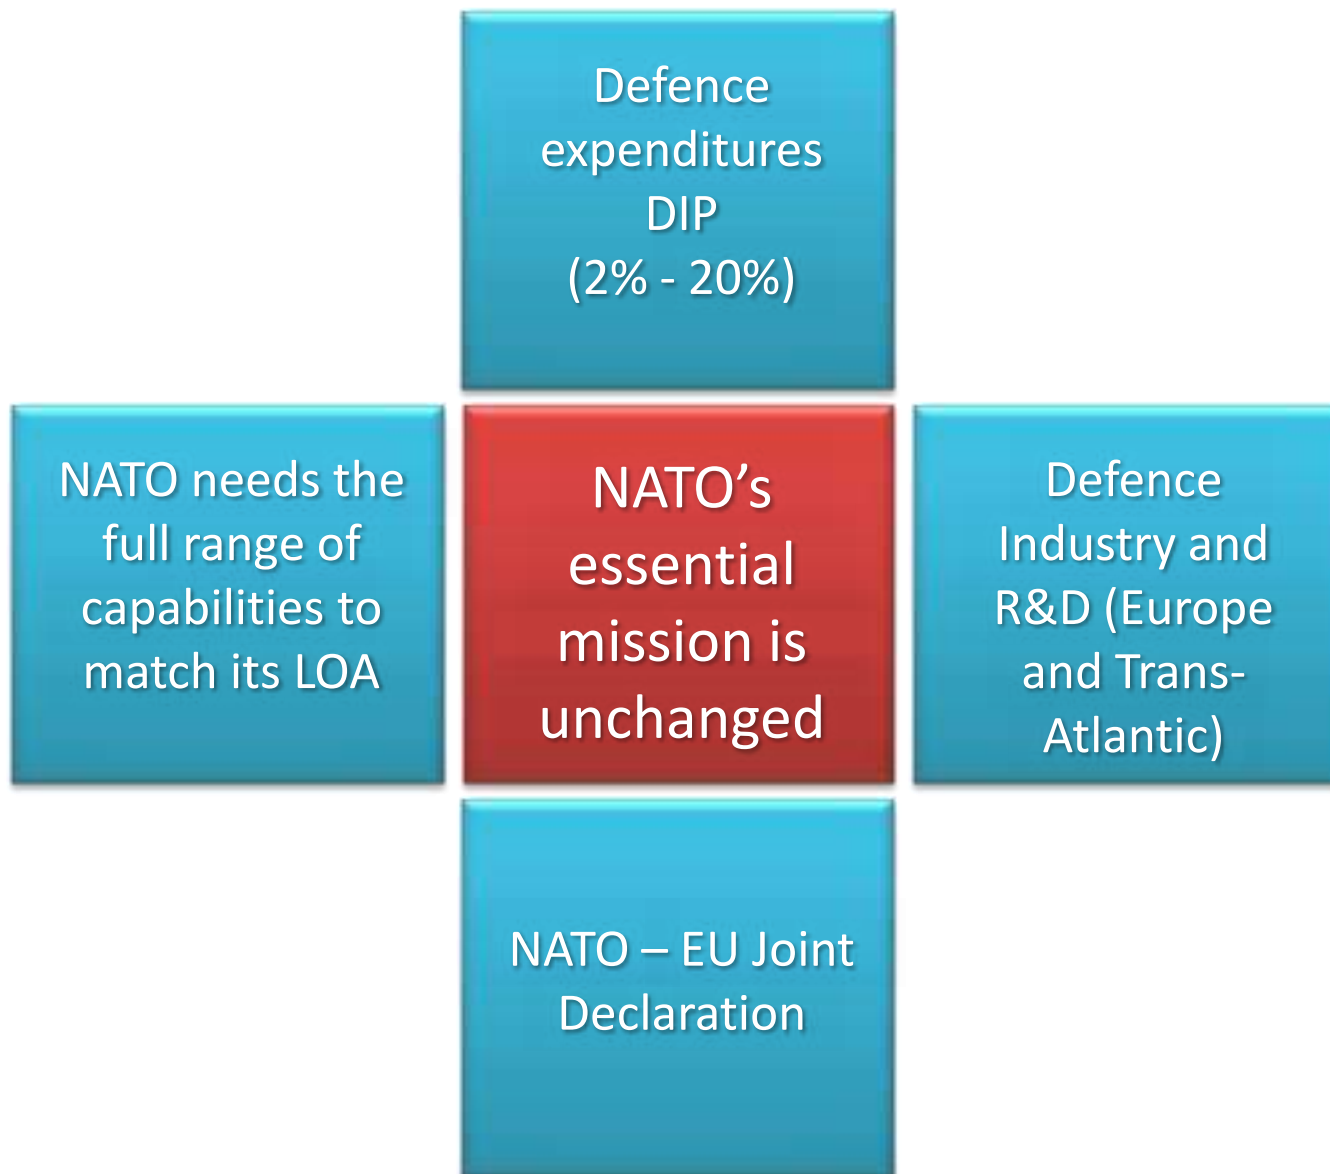 Defence
expenditures
DIP
(2% - 20%)
NATO needs the
full range of
capabilities to
match its LOA
NATO’s
essential
mission is
unchanged
Defence
Industry and
R&D (Europe
and Trans-
Atlantic)
NATO – EU Joint
Declaration